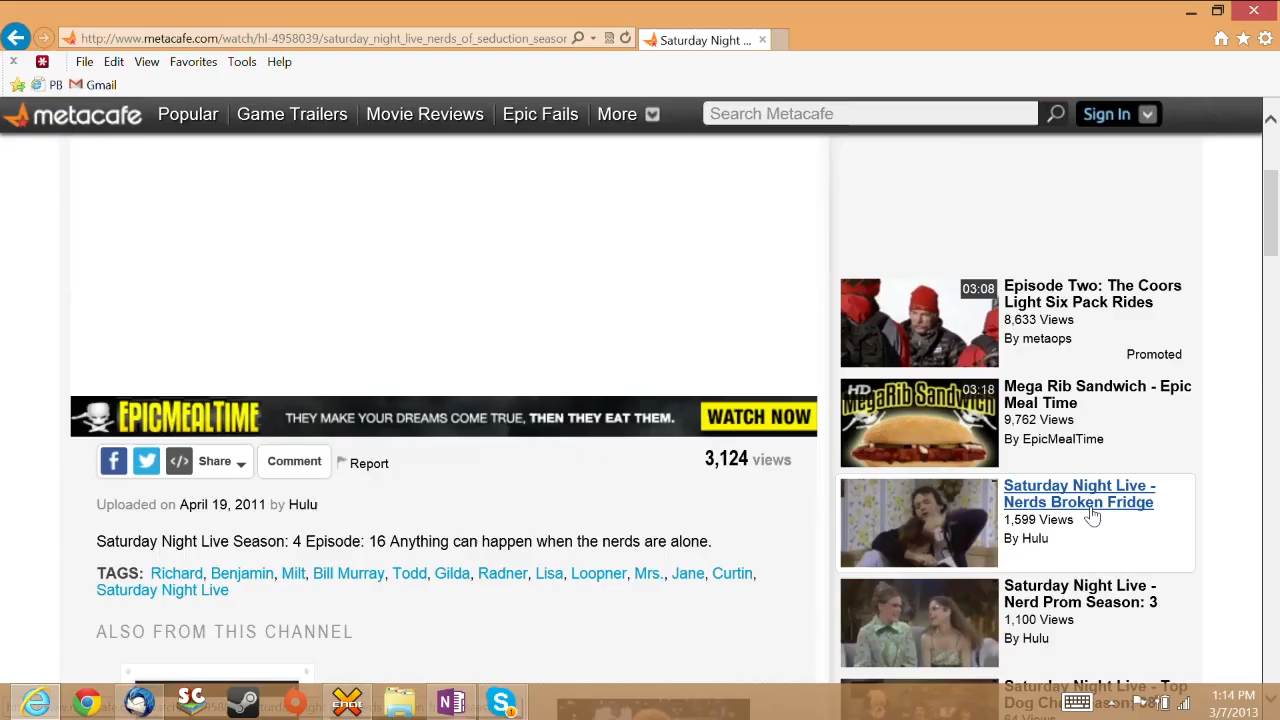 http://www.metacafe.com/watch/hl-4958039/saturday_night_live_nerds_of_seduction_season
Saturday Night ...
File Edit View Favorites Tools Help
PB Gmail
metacafe Popular Game Trailers Movie Reviews Epic Fails More Search Metacafe Sign In
03:08
Episode Two: The Coors
Light Six Pack Rides
8,633 Views
By metaops
Promoted
HD MegaRib Sandwich 03:18
Mega Rib Sandwich - Epic
Meal Time
9,762 Views
By EpicMealTime
EPICMEALTIME THEY MAKE YOUR DREAMS COME TRUE, THEN THEY EAT THEM. WATCH NOW
Share Comment Report 3,124 views
Saturday Night Live -
Nerds Broken Fridge
1,599 Views
By Hulu
Uploaded on April 19, 2011 by Hulu
Saturday Night Live Season: 4 Episode: 16 Anything can happen when the nerds are alone.
TAGS: Richard, Benjamin, Milt, Bill Murray, Todd, Gilda, Radner, Lisa, Loopner, Mrs., Jane, Curtin,
Saturday Night Live
Saturday Night Live -
Nerd Prom Season: 3
1,100 Views
By Hulu
ALSO FROM THIS CHANNEL
Saturday Night Live - Top
SC xchat N S
1:14 PM
3/7/2013